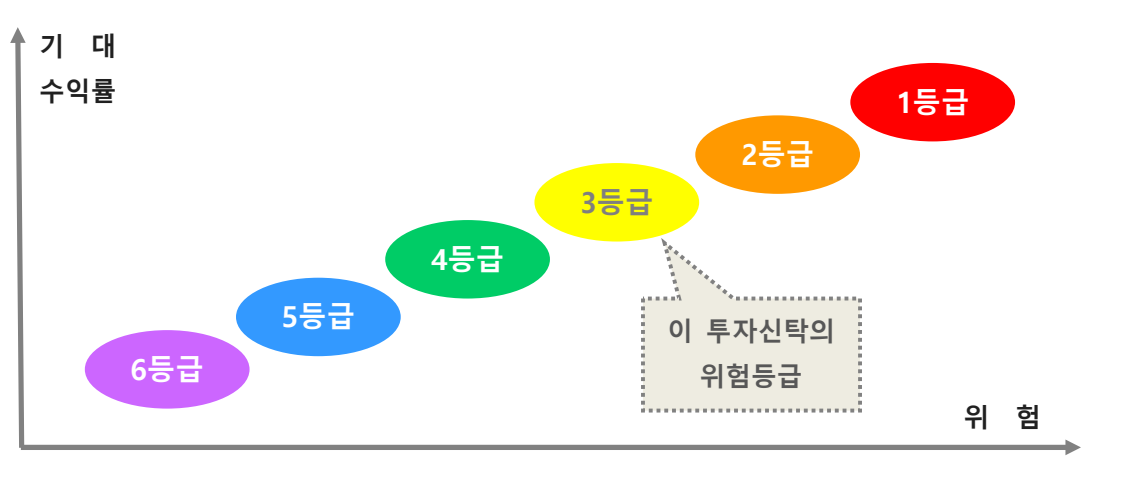 기 대
수익률
1등급
2등급
3등급
4등급
5등급
6등급
이 투자신탁의
위험등급
위 험